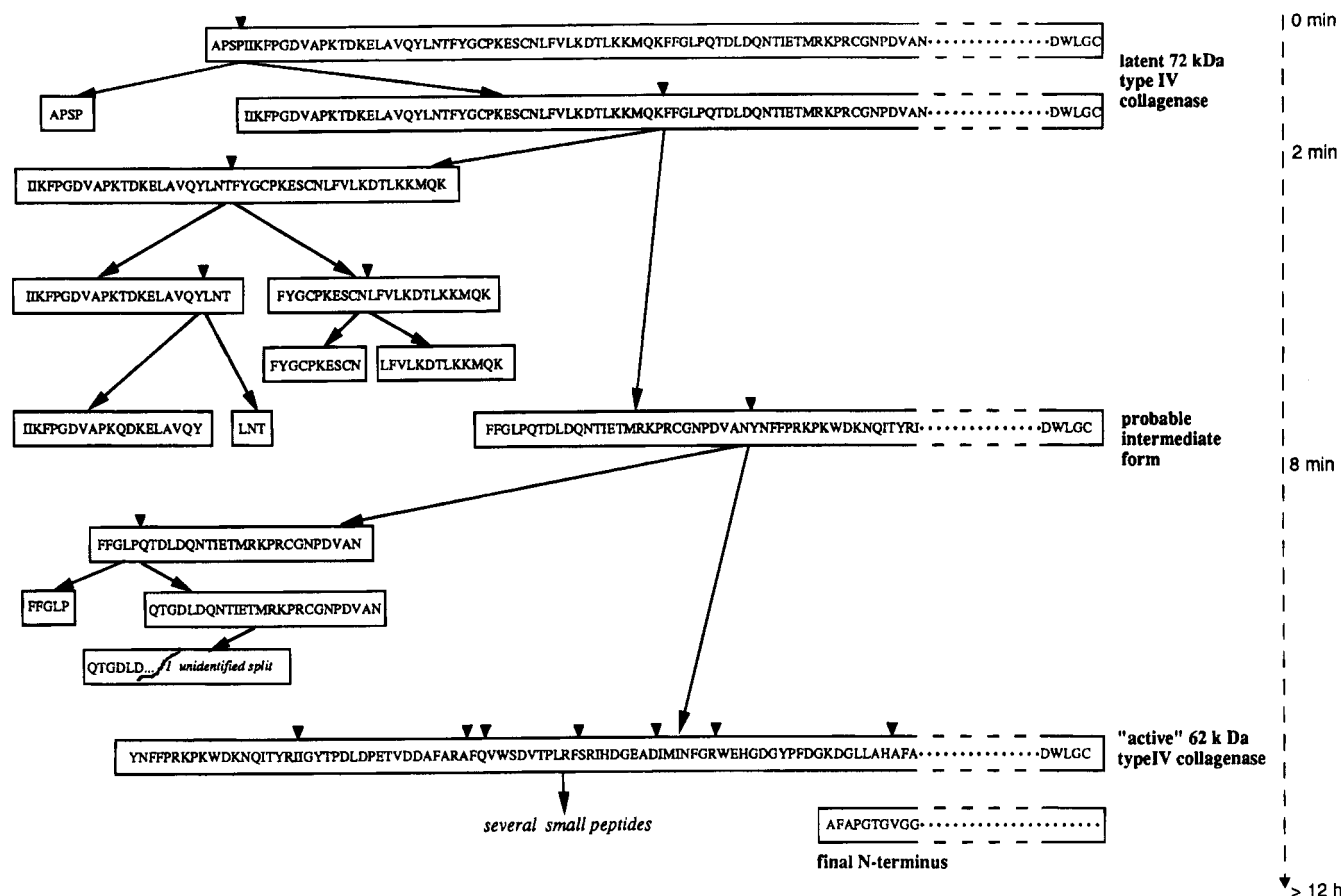 0 min
APSPIIKFPGDVAPKTDKELAVQYLNTFYGCPKESCNLFVLKDTLKKMQKFFGLPQTDLDQNTIETMRKPRCGNPDVAN DWLGC
latent 72 kDa
type IV
collagenase
APSP
IIKFPGDVAPKTDKELAVQYLNTFYGCPKESCNLFVLKDTLKKMQKFFGLPQTDLDQNTIETMRKPRCGNPDVAN DWLGC
2 min
IIKFPGDVAPKTDKELAVQYLNTFYGCPKESCNLFVLKDTLKKMQK
IIKFPGDVAPKTDKELAVQYLNT
FYGCPKESCNLFVLKDTLKKMQK
FYGCPKESCN
LFVLKDTLKKMQK
IIKFPGDVAPKQDKELAVQY
LNT
FFGLPQTDLDQNTIETMRKPRCGNPDVANYNFFPRKPKWDKNQITYRI DWLGC
probable
intermediate
form
8 min
FFGLPQTDLDQNTIETMRKPRCGNPDVAN
FFGLP
QTGDLDQNTIETMRKPRCGNPDVAN
QTGDLD... 1 unidentified split
YNFFPRKPKWDKNQITYRIIGYTPDLDPETVDDAFARAFQVWSDVTPLRFSRIHDGEADIMINFGRWEHGDGYPFDGKDGLLAHAFA DWLGC
"active" 62 k Da
typeIV collagenase
several small peptides
AFAPGTGVGG
final N-terminus
> 12 h